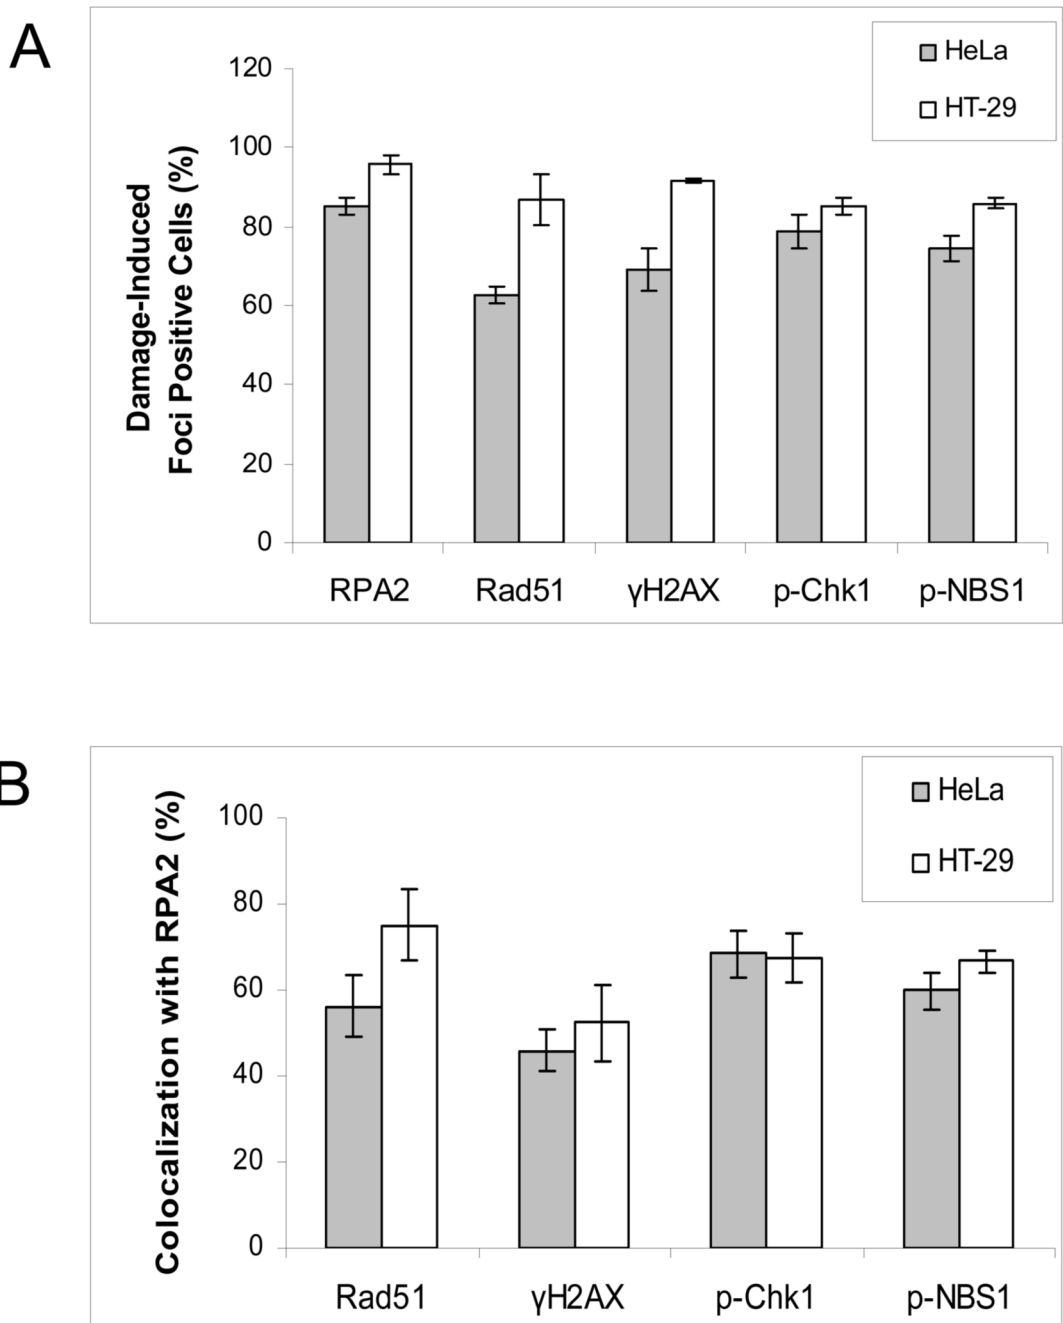 A
HeLa
HT-29
Damage-Induced
Foci Positive Cells (%)
120
100
80
60
40
20
0
RPA2 Rad51 γH2AX p-Chk1 p-NBS1
B
HeLa
HT-29
Colocalization with RPA2 (%)
100
80
60
40
20
0
Rad51 γH2AX p-Chk1 p-NBS1